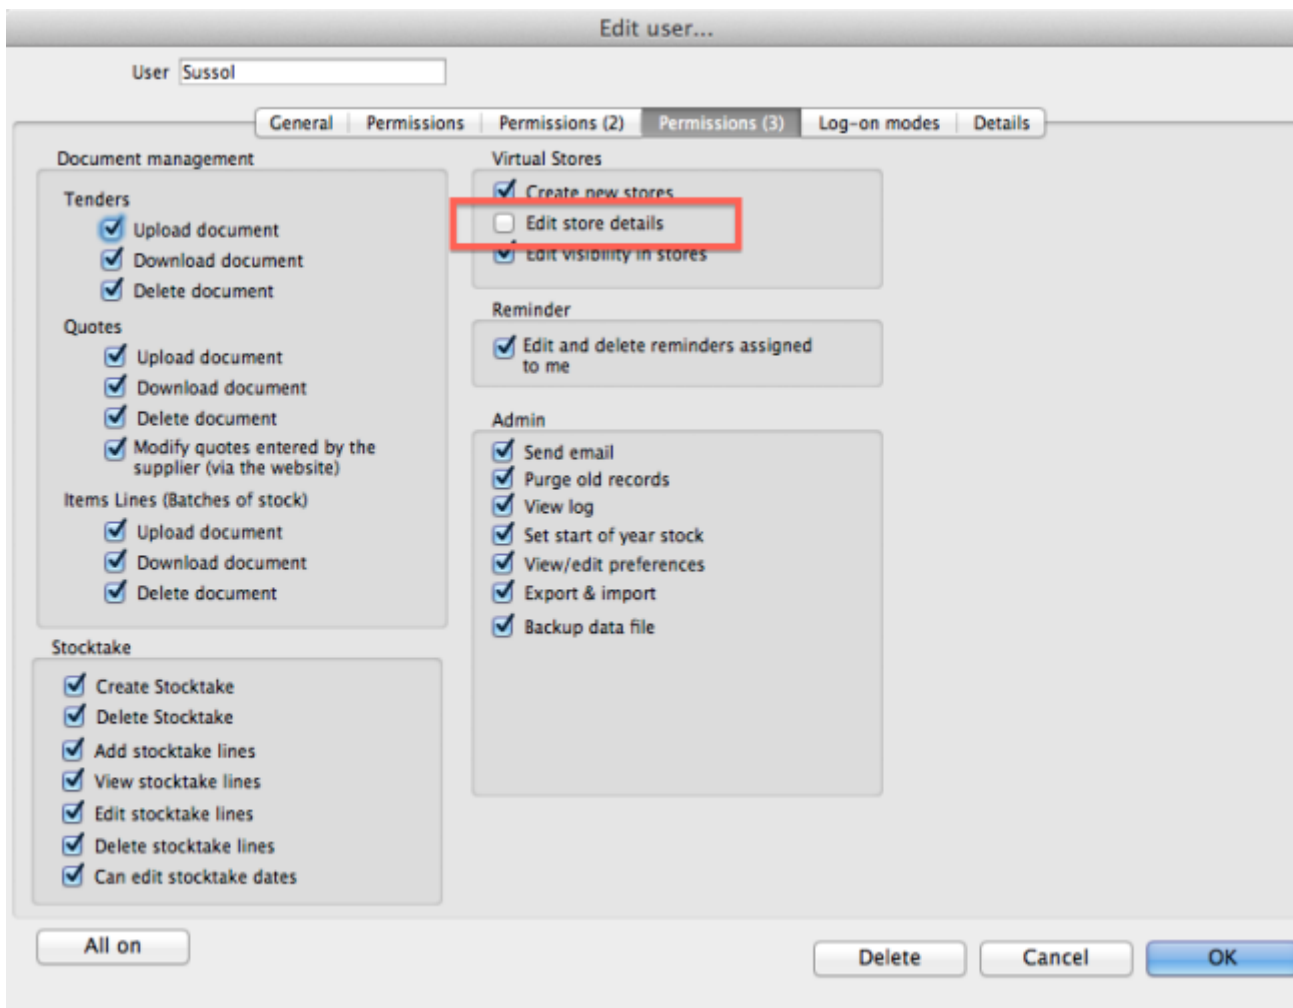 Edit user...
User Sussol
General Permissions Permissions (2) Permissions (3) Log-on modes Details
Document management
Tenders
Upload document
Download document
Delete document
Quotes
Upload document
Download document
Delete document
Modify quotes entered by the
supplier (via the website)
Items Lines (Batches of stock)
Upload document
Download document
Delete document
Stocktake
Create Stocktake
Delete Stocktake
Add stocktake lines
View stocktake lines
Edit stocktake lines
Delete stocktake lines
Can edit stocktake dates
Virtual Stores
Create new stores
Edit store details
Edit visibility in stores
Reminder
Edit and delete reminders assigned
to me
Admin
Send email
Purge old records
View log
Set start of year stock
View/edit preferences
Export & import
Backup data file
All on
Delete Cancel OK